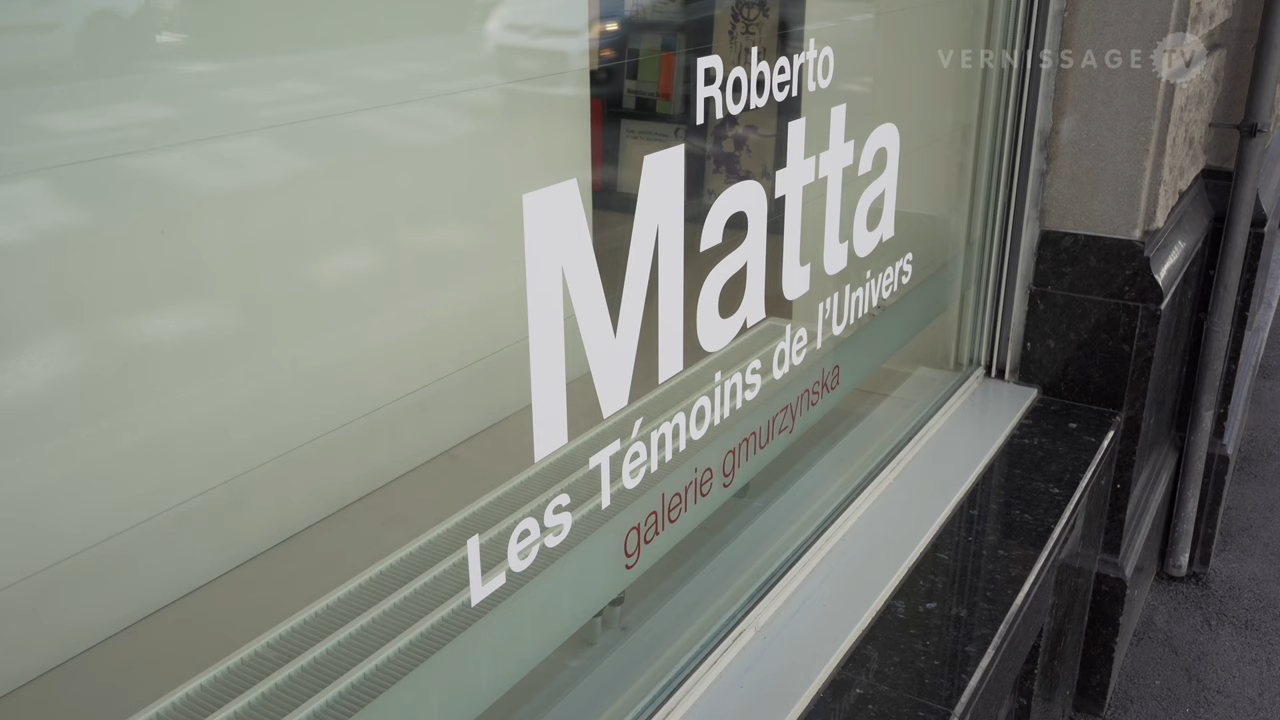 VERNISSAGE TV
Roberto
Matta
Les Témoins de l'Univers
galerie gmurzynska